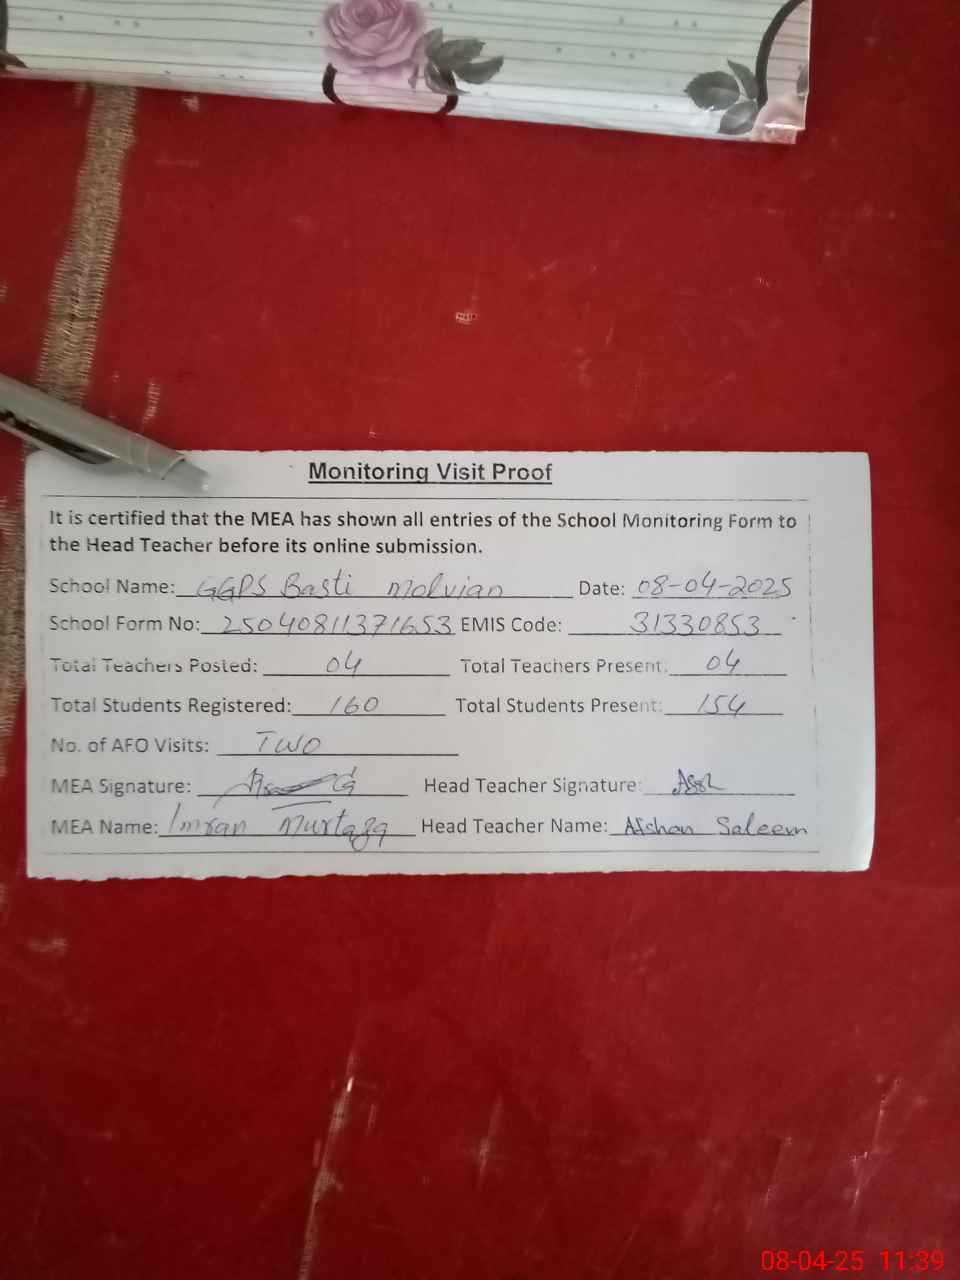 Monitoring Visit Proof
It is certified that the MEA has shown all entries of the School Monitoring Form to
the Head Teacher before its online submission.
School Name: GGPS Basti Molvian Date: 08-04-2025
School Form No: 25040811371653 EMIS Code: 31330853
Total Teachers Posted: 04 Total Teachers Present: 04
Total Students Registered: 160 Total Students Present: 154
No. of AFO Visits: Two
MEA Signature: Head Teacher Signature:
MEA Name: Imran Murtaza Head Teacher Name: Afshan Saleem
08-04-25 11:39